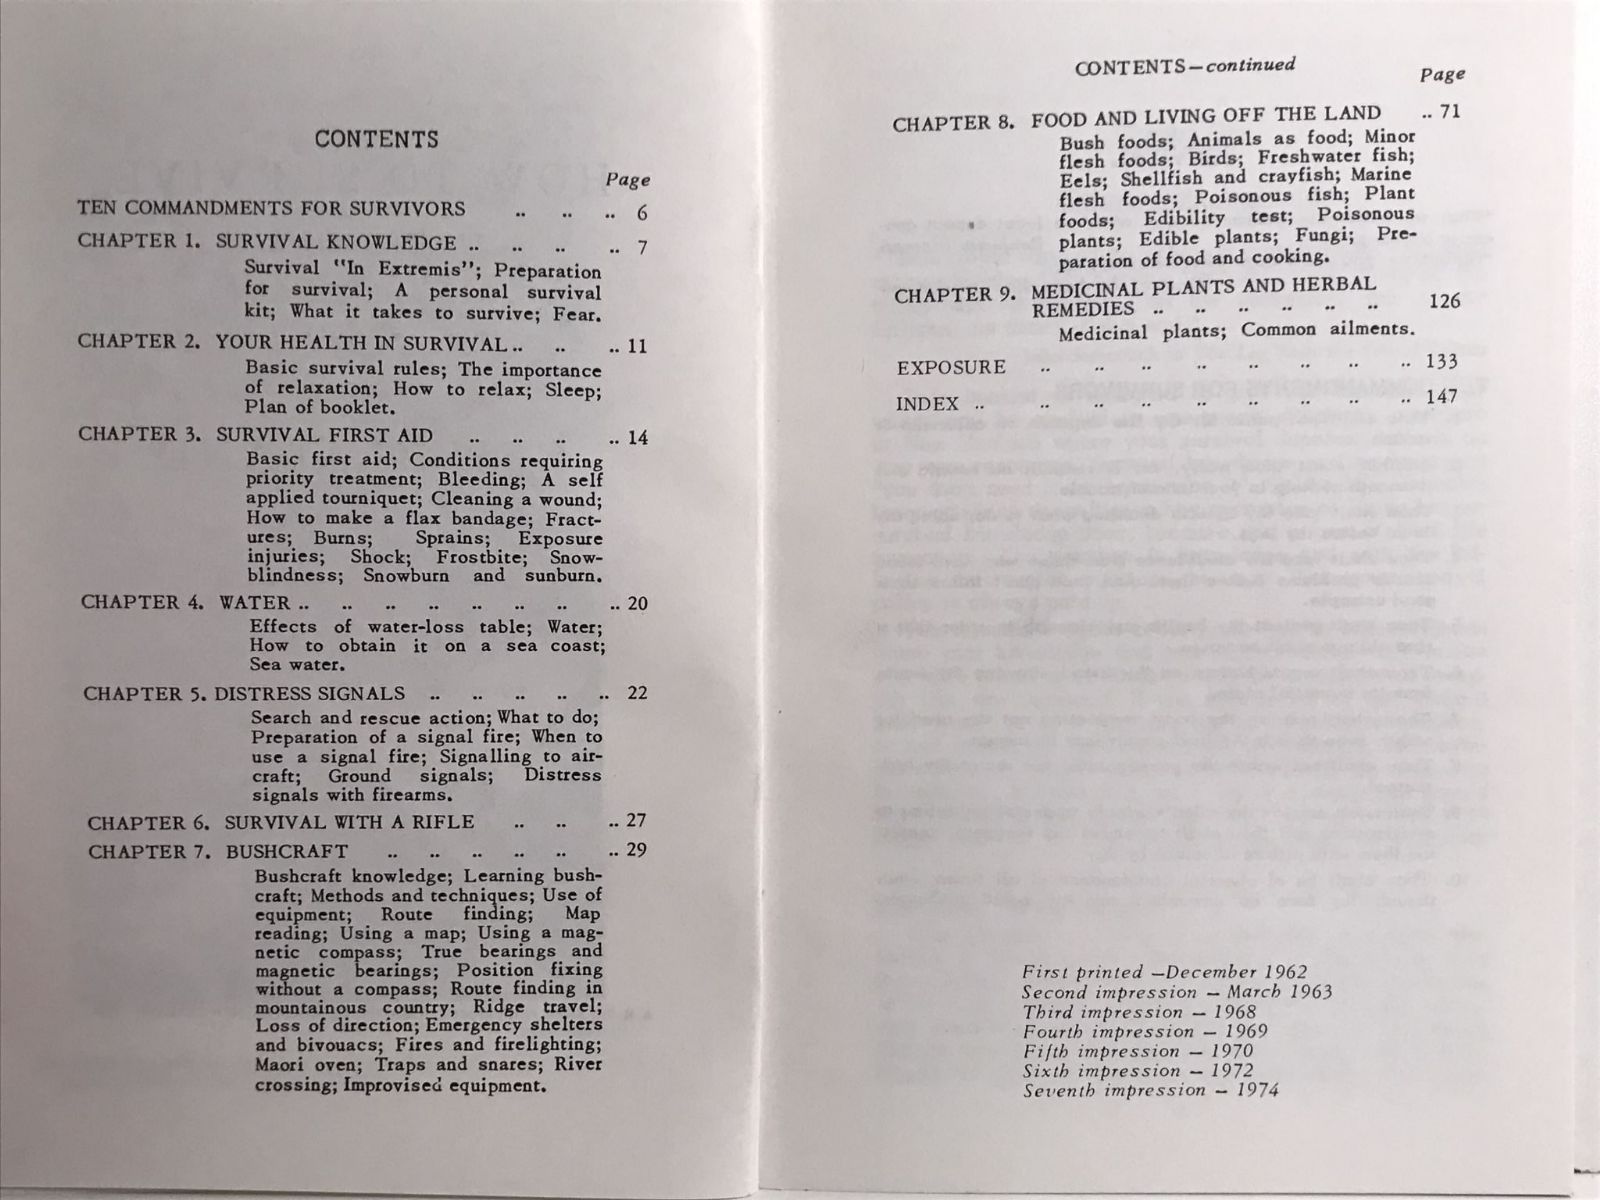 CONTENTS
Page
TEN COMMANDMENTS FOR SURVIVORS .. .. .. 6
CHAPTER 1. SURVIVAL KNOWLEDGE .. .. .. .. 7
Survival "In Extremis"; Preparation
for survival; A personal survival
kit; What it takes to survive; Fear.
CHAPTER 2. YOUR HEALTH IN SURVIVAL .. .. .. 11
Basic survival rules; The importance
of relaxation; How to relax; Sleep;
Plan of booklet.
CHAPTER 3. SURVIVAL FIRST AID .. .. .. .. 14
Basic first aid; Conditions requiring
priority treatment; Bleeding; A self
applied tourniquet; Cleaning a wound;
How to make a flax bandage; Fract-
ures; Burns; Sprains; Exposure
injuries; Shock; Frostbite; Snow-
blindness; Snowburn and sunburn.
CHAPTER 4. WATER .. .. .. .. .. .. .. .. 20
Effects of water-loss table; Water;
How to obtain it on a sea coast;
Sea water.
CHAPTER 5. DISTRESS SIGNALS .. .. .. .. .. 22
Search and rescue action; What to do;
Preparation of a signal fire; When to
use a signal fire; Signalling to air-
craft; Ground signals; Distress
signals with firearms.
CHAPTER 6. SURVIVAL WITH A RIFLE .. .. .. 27
CHAPTER 7. BUSHCRAFT .. .. .. .. .. .. 29
Bushcraft knowledge; Learning bush-
craft; Methods and techniques; Use of
equipment; Route finding; Map
reading; Using a map; Using a mag-
netic compass; True bearings and
magnetic bearings; Position fixing
without a compass; Route finding in
mountainous country; Ridge travel;
Loss of direction; Emergency shelters
and bivouacs; Fires and firelighting;
Maori oven; Traps and snares; River
crossing; Improvised equipment.
CONTENTS—continued
Page
CHAPTER 8. FOOD AND LIVING OFF THE LAND .. 71
Bush foods; Animals as food; Minor
flesh foods; Birds; Freshwater fish;
Eels; Shellfish and crayfish; Marine
flesh foods; Poisonous fish; Plant
foods; Edibility test; Poisonous
plants; Edible plants; Fungi; Pre-
paration of food and cooking.
CHAPTER 9. MEDICINAL PLANTS AND HERBAL
REMEDIES .. .. .. .. .. .. 126
Medicinal plants; Common ailments.
EXPOSURE .. .. .. .. .. .. .. .. 133
INDEX .. .. .. .. .. .. .. .. .. 147
First printed —December 1962
Second impression — March 1963
Third impression — 1968
Fourth impression — 1969
Fifth impression — 1970
Sixth impression — 1972
Seventh impression — 1974